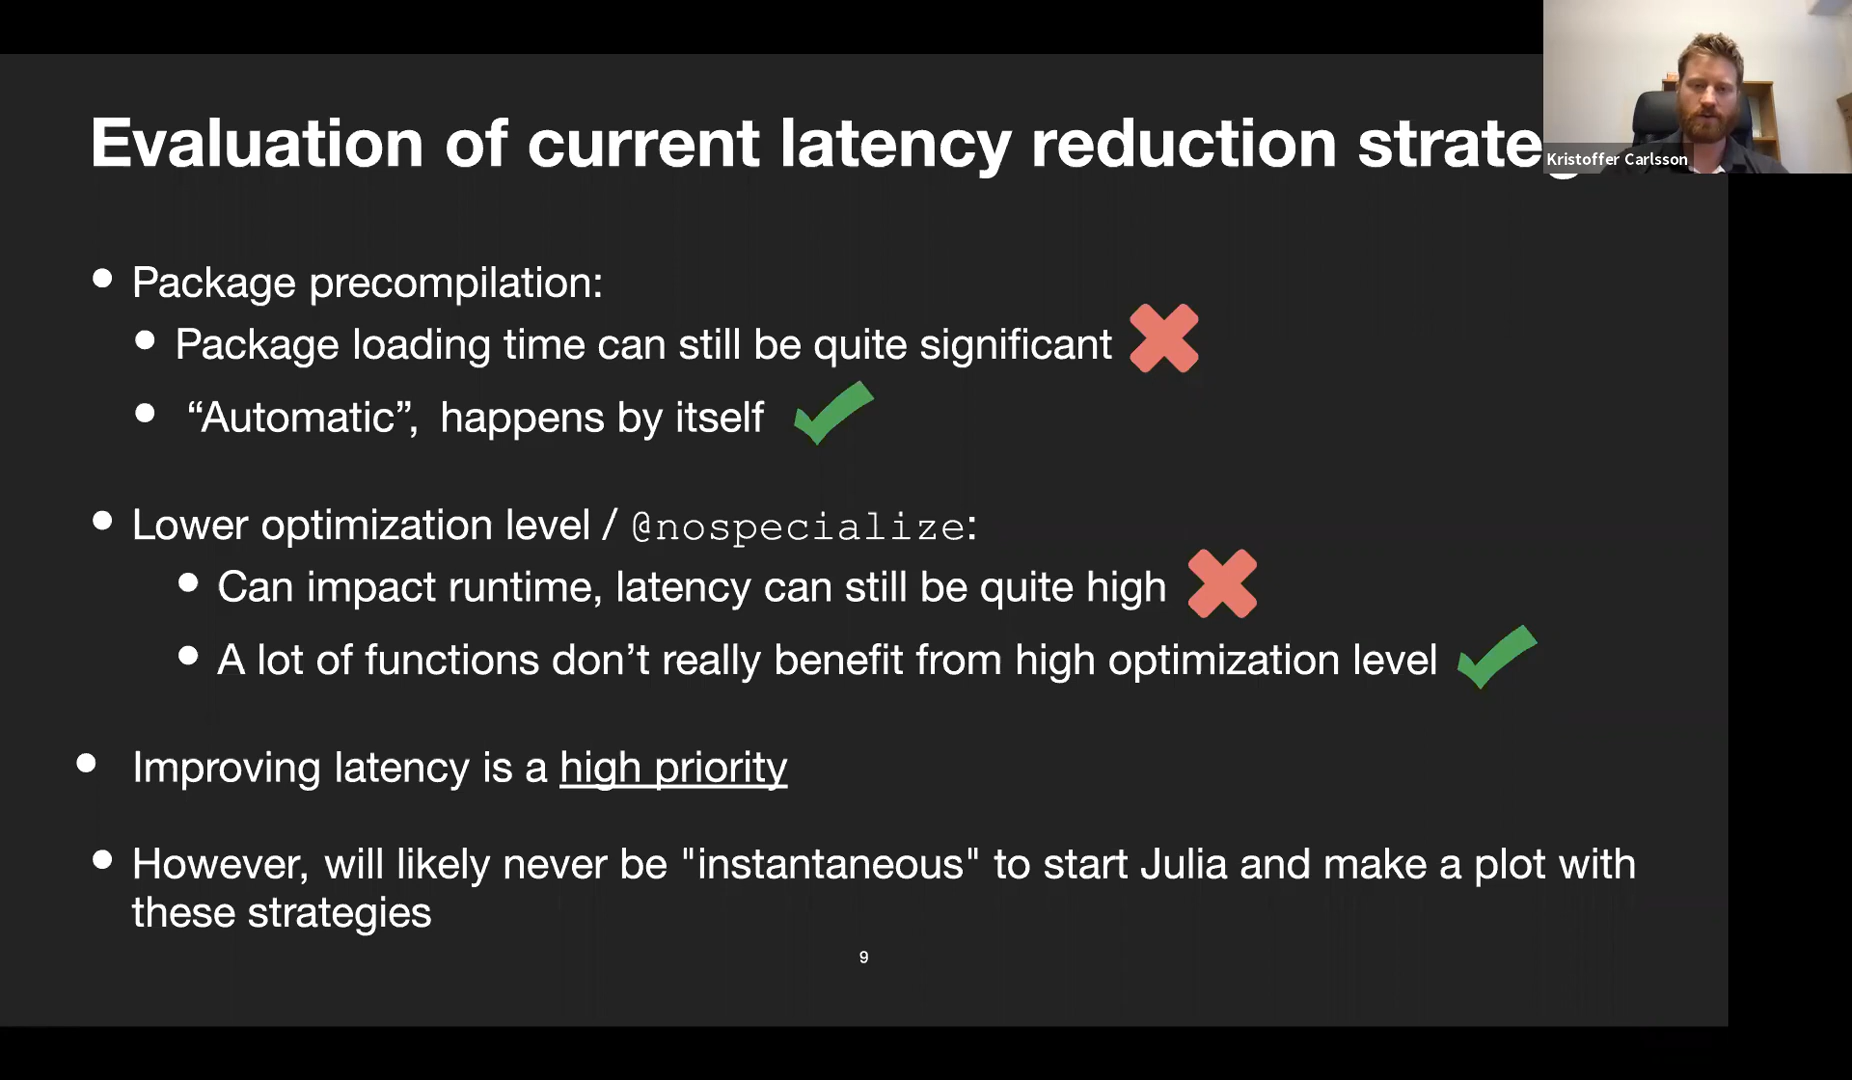 Evaluation of current latency reduction strateg
Kristoffer Carlsson
Package precompilation:
Package loading time can still be quite significant
“Automatic”, happens by itself
Lower optimization level / @nospecialize:
Can impact runtime, latency can still be quite high
A lot of functions don’t really benefit from high optimization level
Improving latency is a high priority
However, will likely never be "instantaneous" to start Julia and make a plot with
these strategies
9